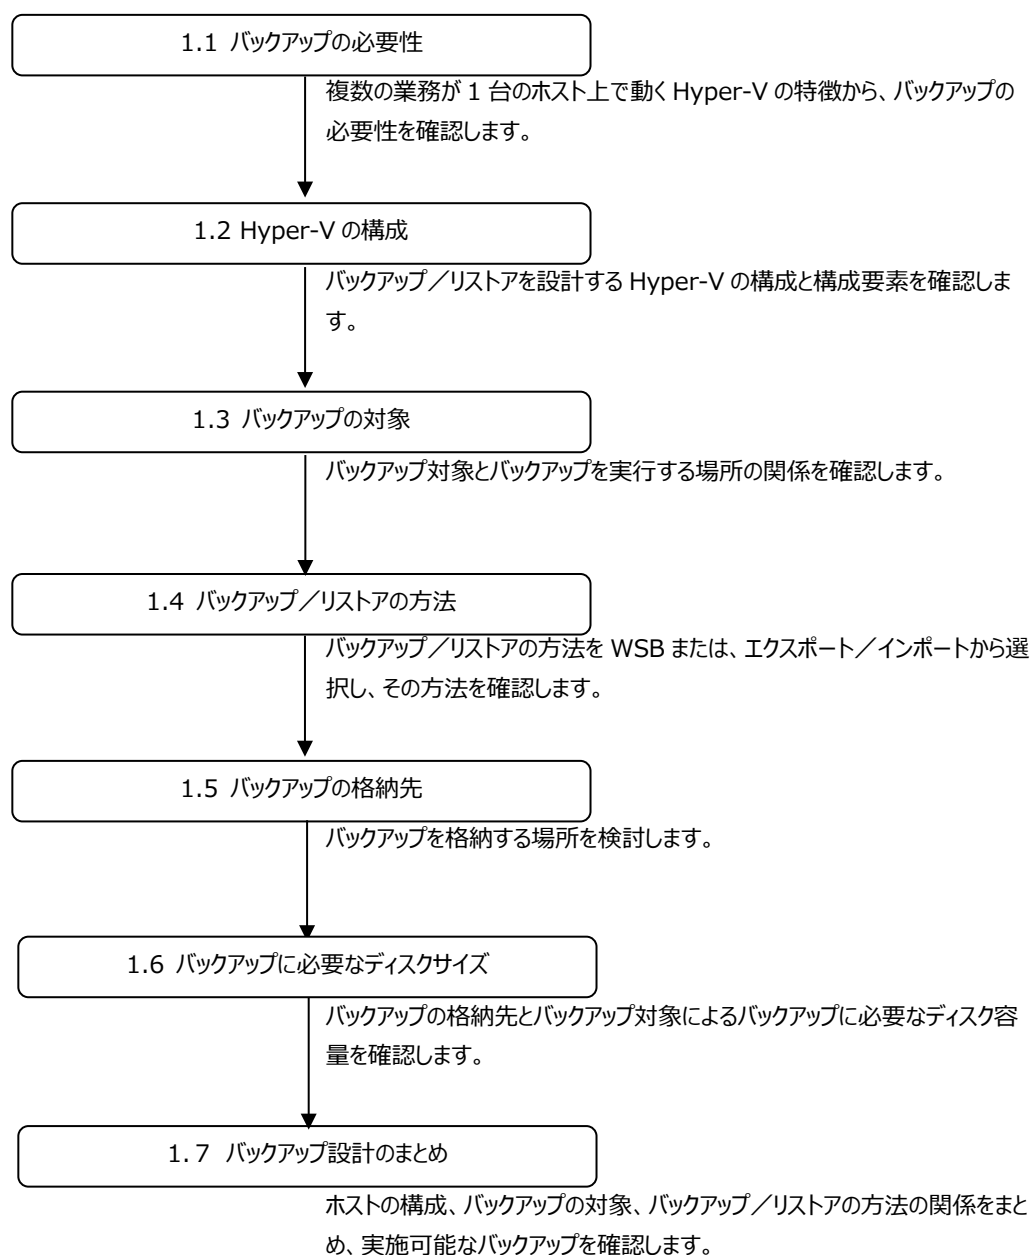 1.1 バックアップの必要性
複数の業務が 1 台のホスト上で動く Hyper-V の特徴から、バックアップの
必要性を確認します。
1.2 Hyper-V の構成
バックアップ／リストアを設計する Hyper-V の構成と構成要素を確認しま
す。
1.3 バックアップの対象
バックアップ対象とバックアップを実行する場所の関係を確認します。
1.4 バックアップ／リストアの方法
バックアップ／リストアの方法を WSB または、エクスポート／インポートから選
択し、その方法を確認します。
1.5 バックアップの格納先
バックアップを格納する場所を検討します。
1.6 バックアップに必要なディスクサイズ
バックアップの格納先とバックアップ対象によるバックアップに必要なディスク容
量を確認します。
1.７ バックアップ設計のまとめ
ホストの構成、バックアップの対象、バックアップ／リストアの方法の関係をまと
め、実施可能なバックアップを確認します。